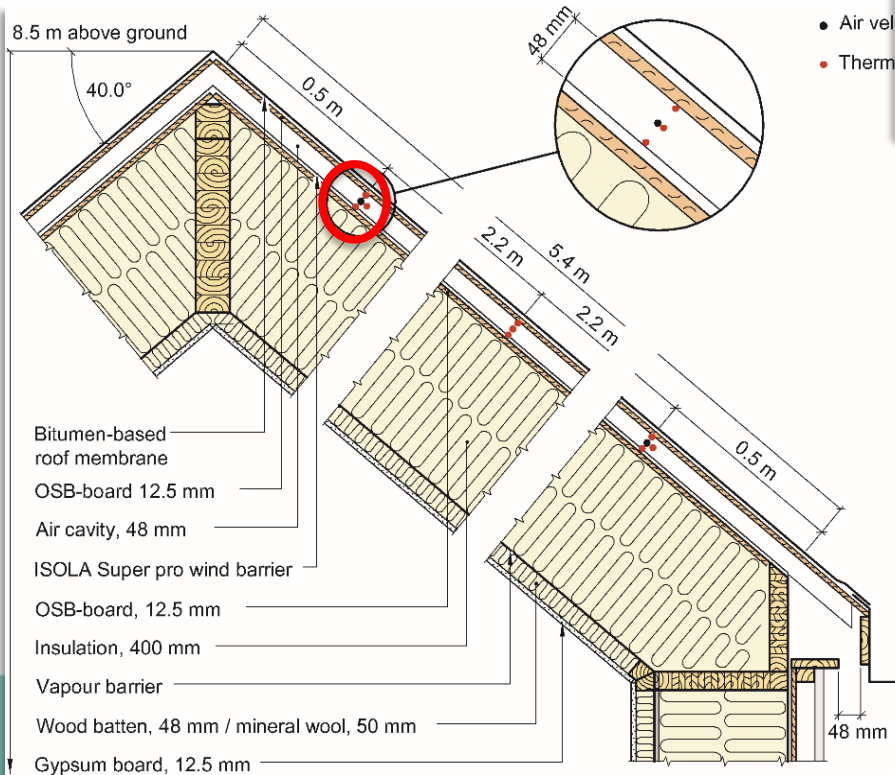 8.5 m above ground
40.0°
0.5 m
48 mm
Air
2.2 m
5.4 m
2.2 m
0.5 m
Bitumen-based
roof membrane
OSB-board 12.5 mm
Air cavity, 48 mm
ISOLA Super pro wind barrier
OSB-board, 12.5 mm
Insulation, 400 mm
Vapour barrier
Wood batten, 48 mm / mineral wool, 50 mm
Gypsum board, 12.5 mm
48 mm